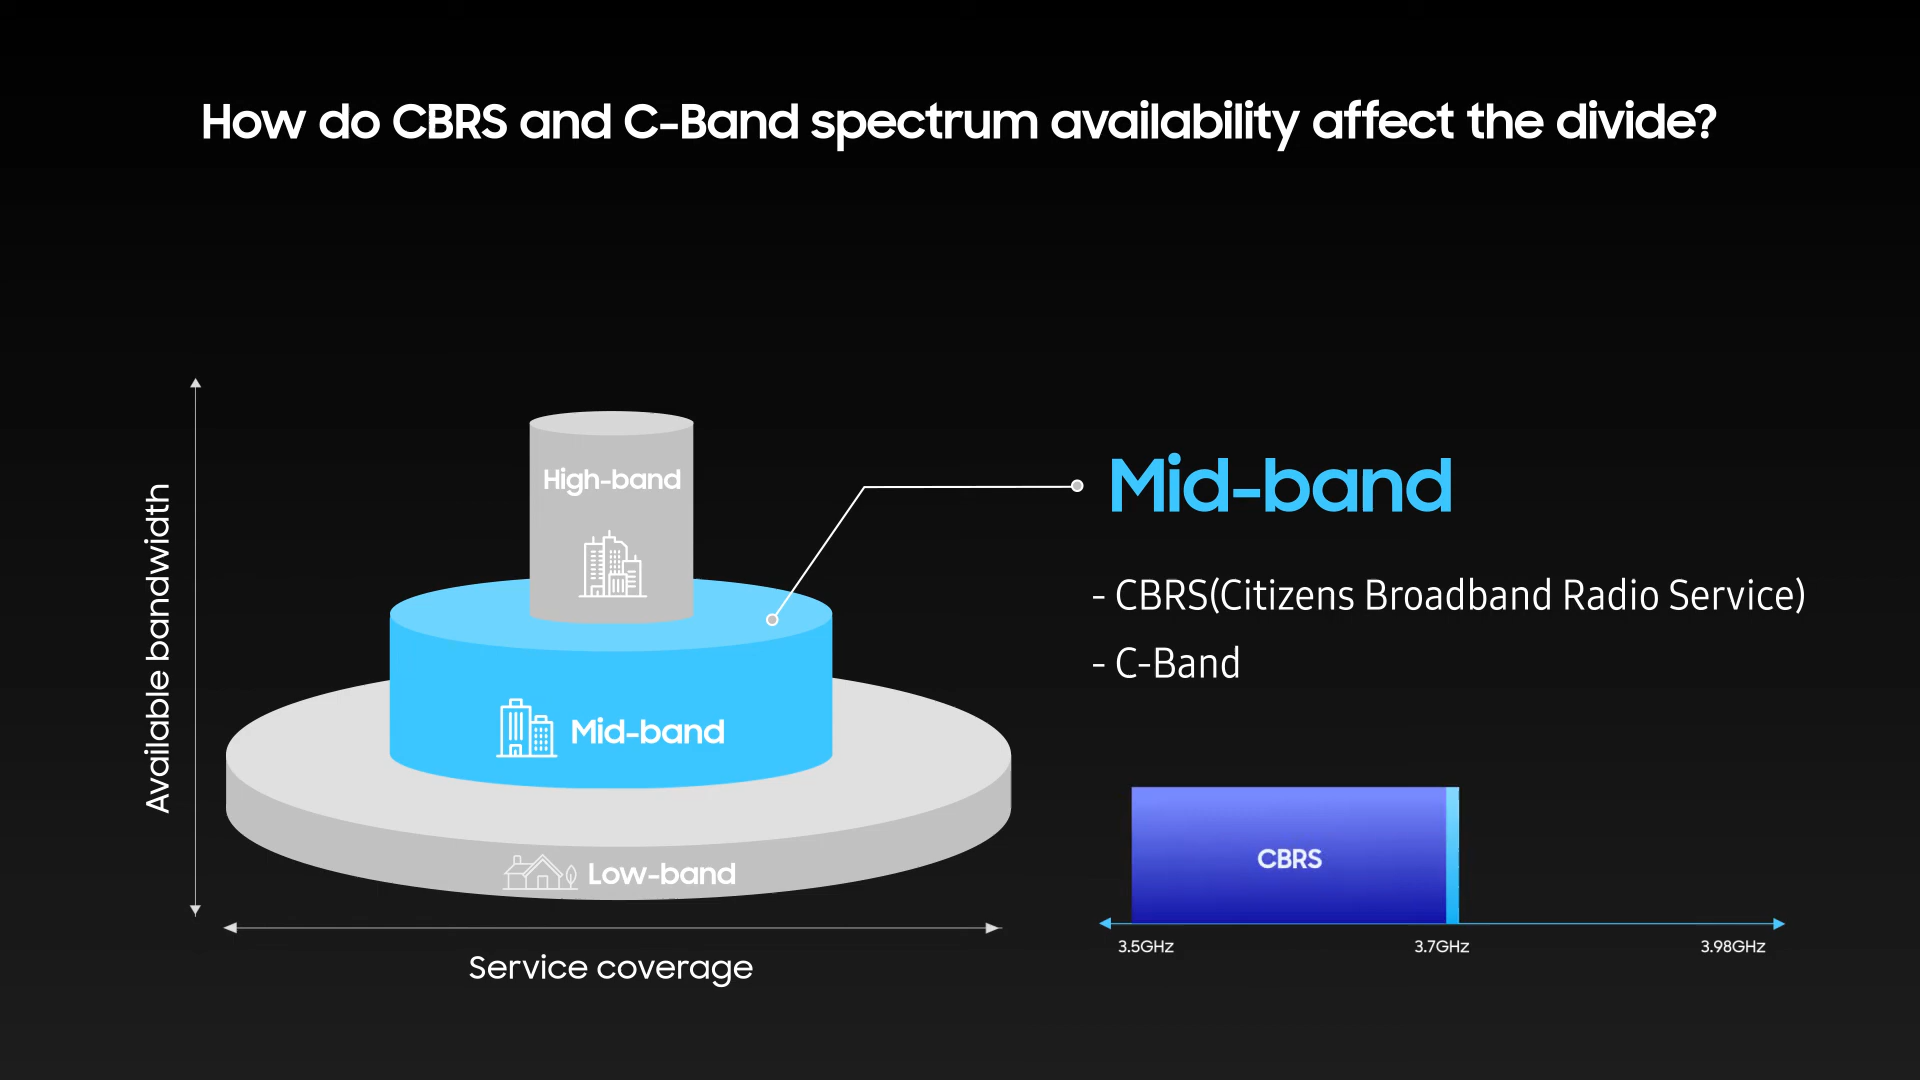 How do CBRS and C-Band spectrum availability affect the divide?
Available bandwidth
High-band
Mid-band
Low-band
Service coverage
Mid-band
- CBRS(Citizens Broadband Radio Service)
- C-Band
CBRS
3.5GHz
3.7GHz
3.98GHz